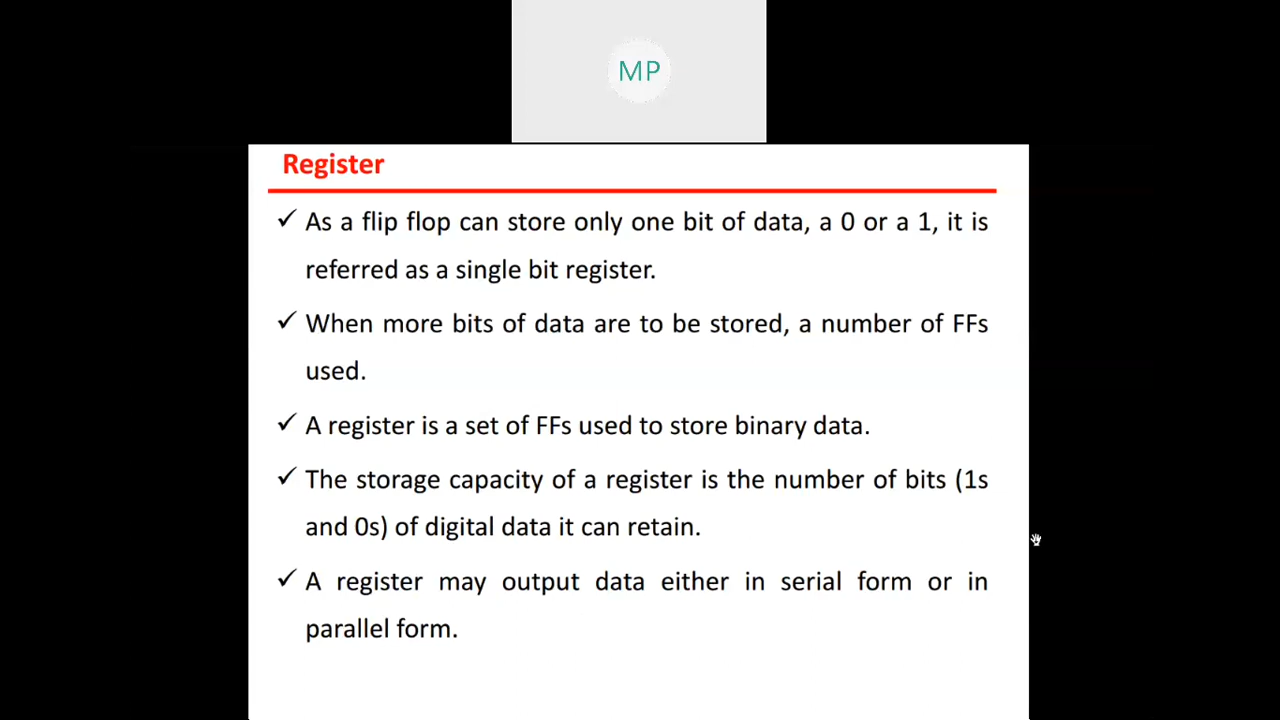 MP
Register
✓ As a flip flop can store only one bit of data, a 0 or a 1, it is
referred as a single bit register.
✓ When more bits of data are to be stored, a number of FFs
used.
✓ A register is a set of FFs used to store binary data.
✓ The storage capacity of a register is the number of bits (1s
and 0s) of digital data it can retain.
✓ A register may output data either in serial form or in
parallel form.